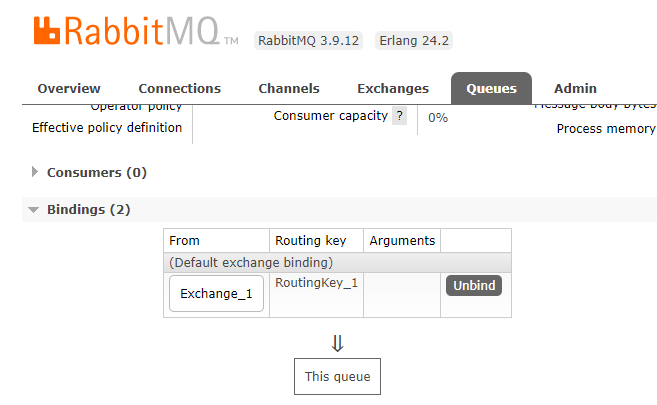 RabbitMQ TM RabbitMQ 3.9.12 Erlang 24.2
Overview Connections Channels Exchanges Queues Admin
Operator policy Message body bytes
Consumer capacity ? 0%
Effective policy definition Process memory
Consumers (0)
Bindings (2)
From Routing key Arguments
(Default exchange binding)
Exchange_1 RoutingKey_1 Unbind
⇓
This queue